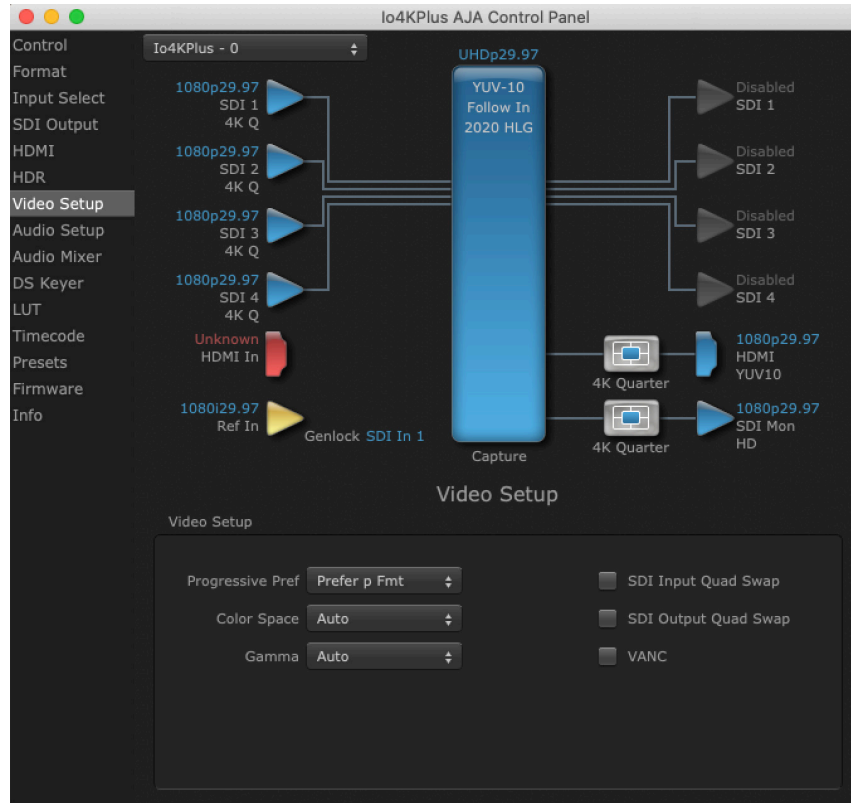 Io4KPlus AJA Control Panel
Control
Format
Input Select
SDI Output
HDMI
HDR
Video Setup
Audio Setup
Audio Mixer
DS Keyer
LUT
Timecode
Presets
Firmware
Info
Io4KPlus - 0
UHDp29.97
YUV-10
Follow In
2020 HLG
1080p29.97
SDI 1
4K Q
1080p29.97
SDI 2
4K Q
1080p29.97
SDI 3
4K Q
1080p29.97
SDI 4
4K Q
Unknown
HDMI In
1080i29.97
Ref In
Genlock SDI In 1
Capture
Disabled
SDI 1
Disabled
SDI 2
Disabled
SDI 3
Disabled
SDI 4
4K Quarter
1080p29.97
HDMI
YUV10
4K Quarter
1080p29.97
SDI Mon
HD
Video Setup
Video Setup
Progressive Pref Prefer p Fmt
Color Space Auto
Gamma Auto
SDI Input Quad Swap
SDI Output Quad Swap
VANC